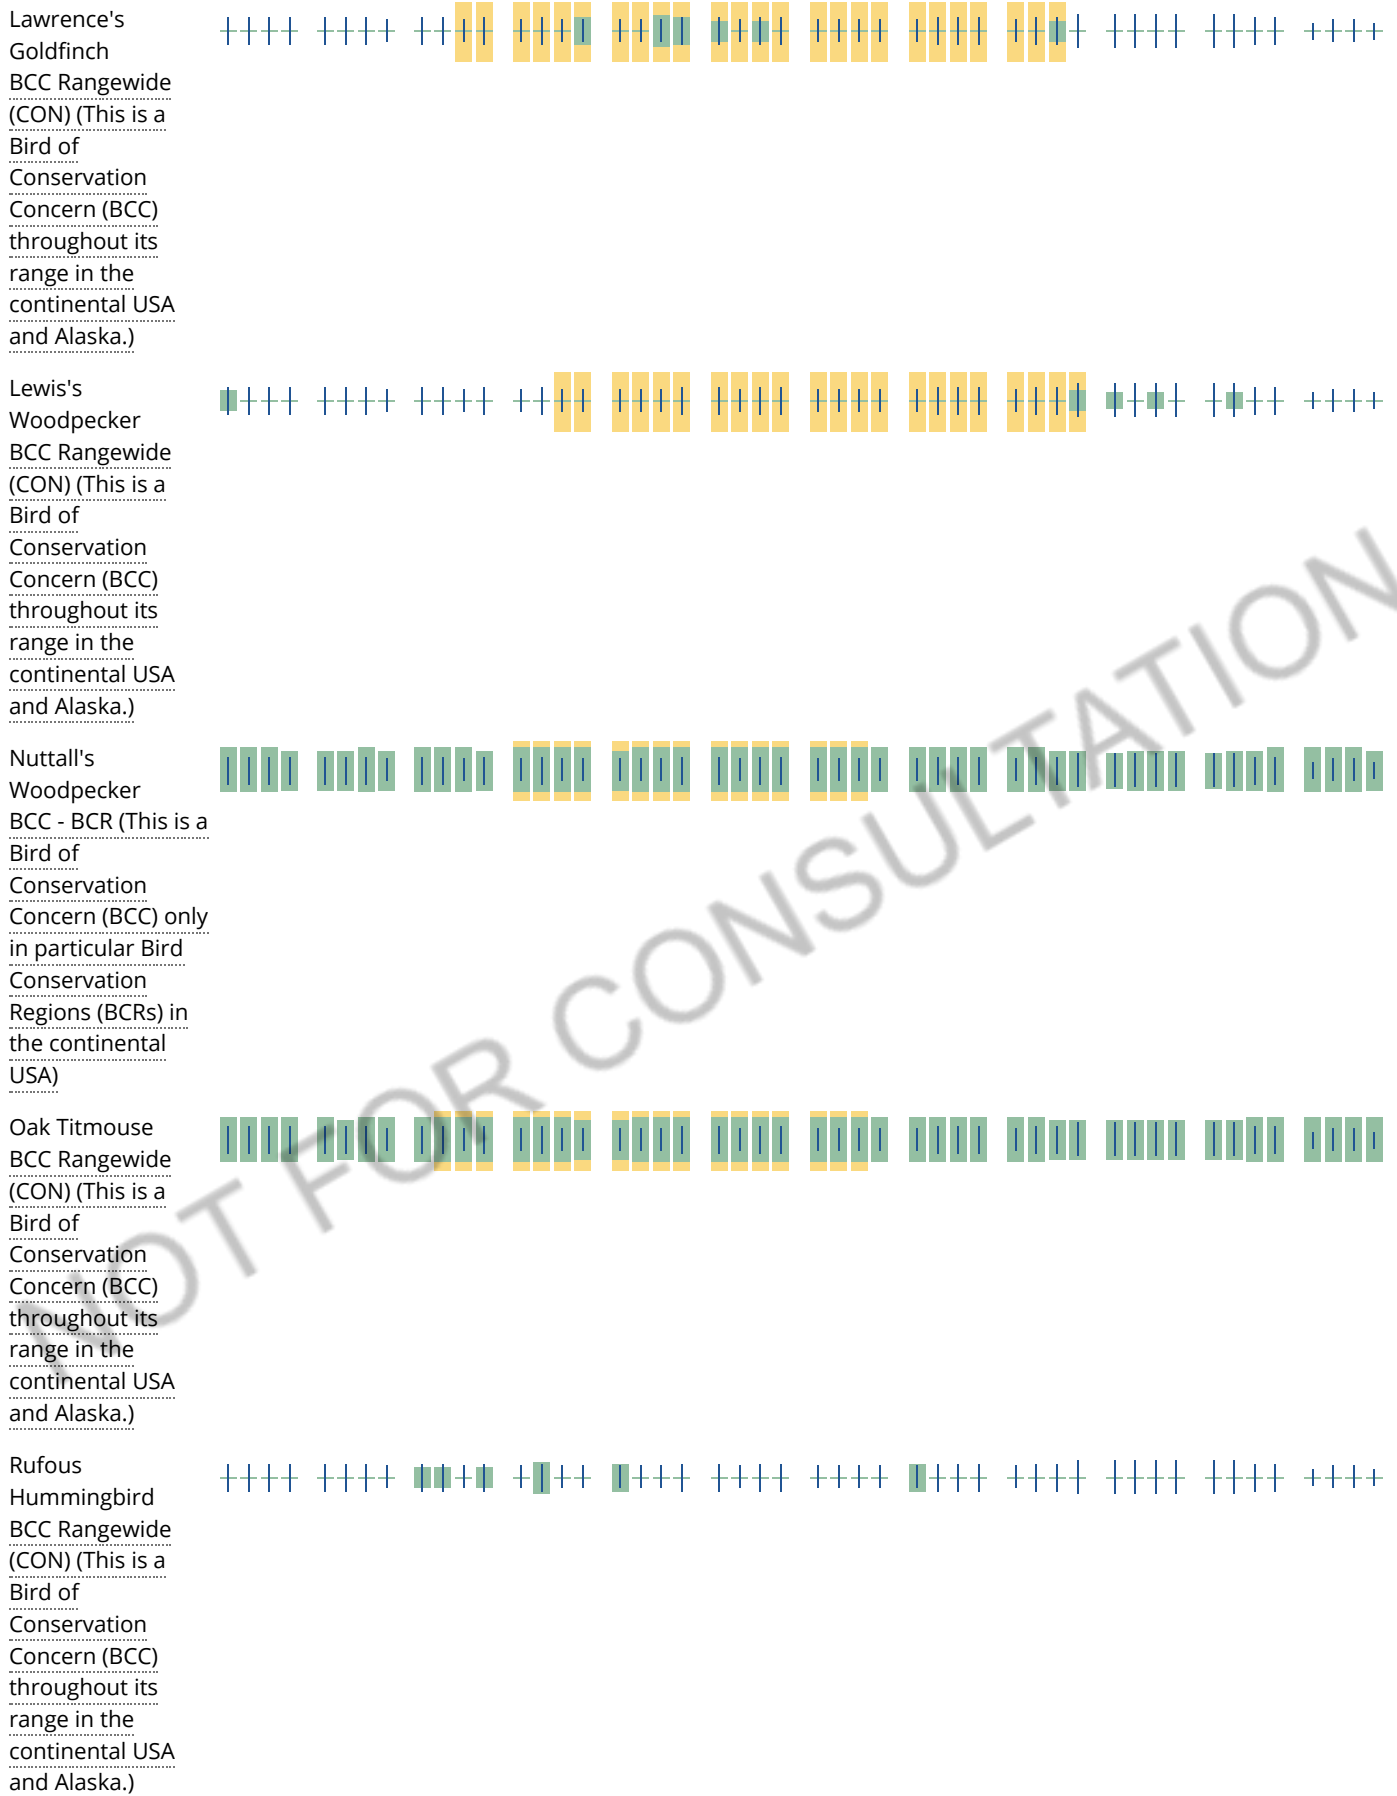 Lawrence's
Goldfinch
BCC Rangewide
(CON) (This is a
Bird of
Conservation
Concern (BCC)
throughout its
range in the
continental USA
and Alaska.)
Lewis's
Woodpecker
BCC Rangewide
(CON) (This is a
Bird of
Conservation
Concern (BCC)
throughout its
range in the
continental USA
and Alaska.)
Nuttall's
Woodpecker
BCC - BCR (This is a
Bird of
Conservation
Concern (BCC) only
in particular Bird
Conservation
Regions (BCRs) in
the continental
USA)
Oak Titmouse
BCC Rangewide
(CON) (This is a
Bird of
Conservation
Concern (BCC)
throughout its
range in the
continental USA
and Alaska.)
Rufous
Hummingbird
BCC Rangewide
(CON) (This is a
Bird of
Conservation
Concern (BCC)
throughout its
range in the
continental USA
and Alaska.)
NOT FOR CONSULTATION